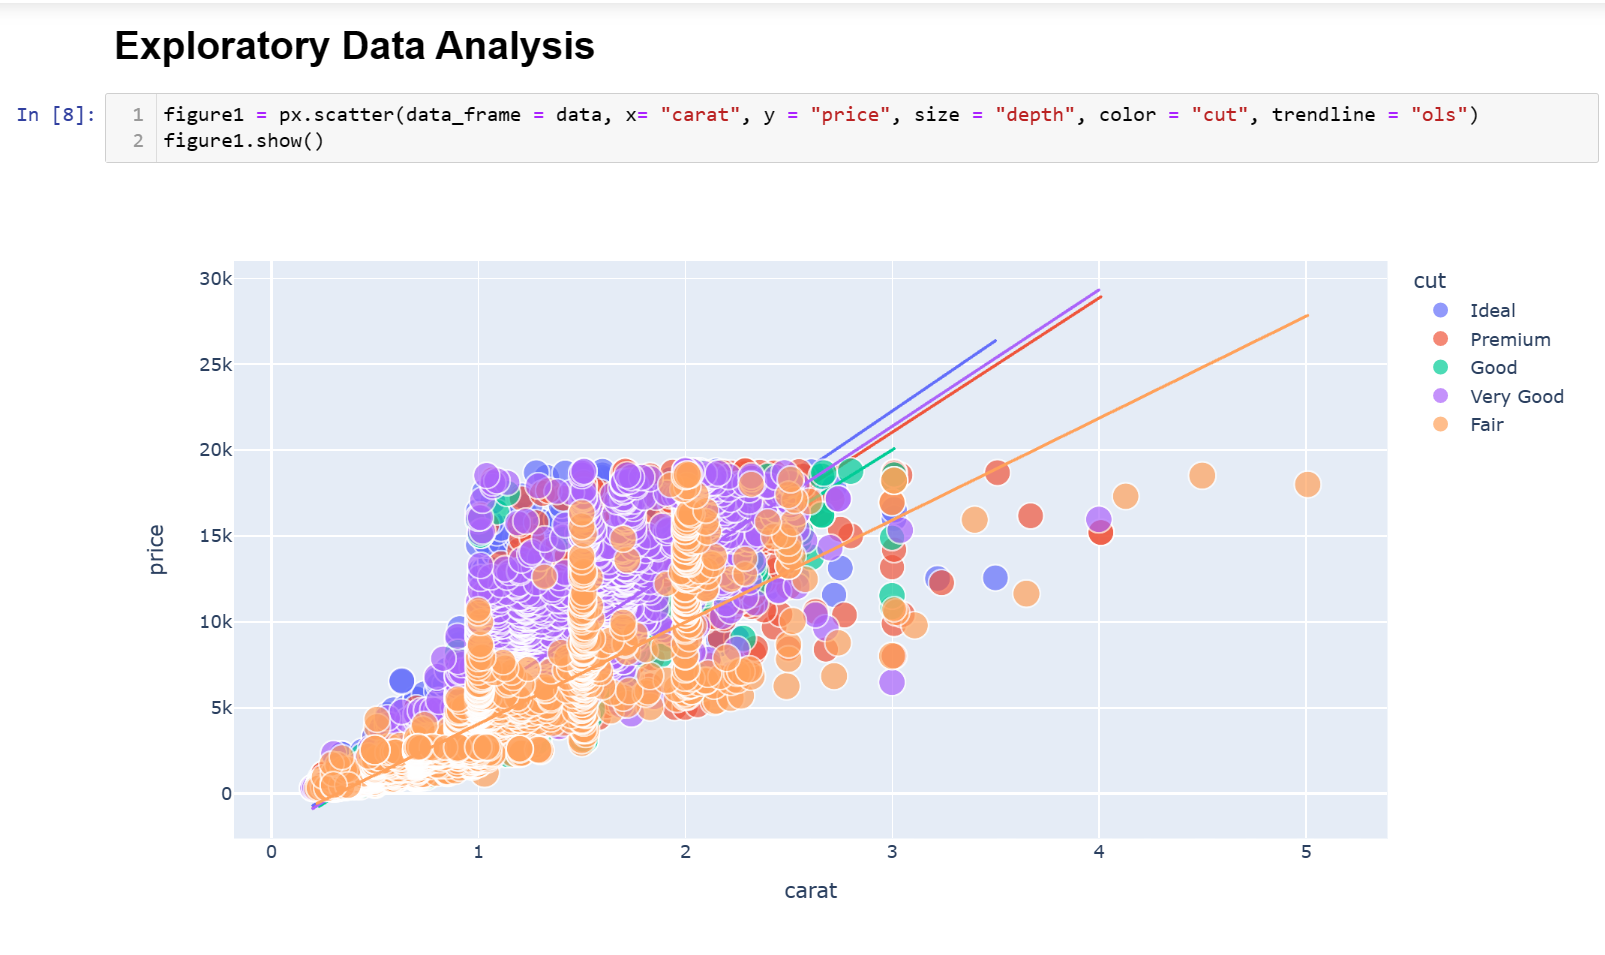 Exploratory Data Analysis
In [8]:
1 figure1 = px.scatter(data_frame = data, x= "carat", y = "price", size = "depth", color = "cut", trendline = "ols")
2 figure1.show()
30k
25k
20k
15k
10k
5k
0
price
0 1 2 3 4 5
carat
cut
Ideal
Premium
Good
Very Good
Fair